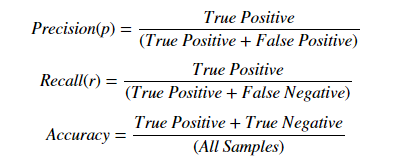 Precision(p) = True Positive / (True Positive + False Positive)
Recall(r) = True Positive / (True Positive + False Negative)
Accuracy = True Positive + True Negative / (All Samples)